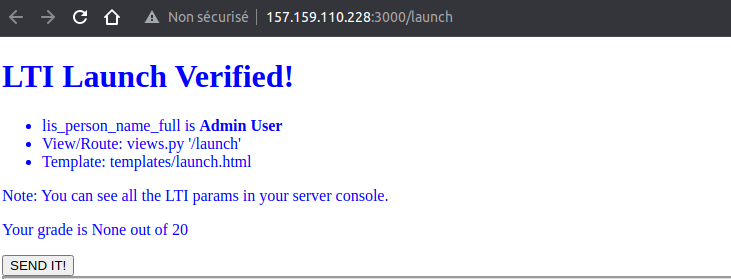 Non sécurisé 157.159.110.228:3000/launch
LTI Launch Verified!
lis_person_name_full is Admin User
View/Route: views.py '/launch'
Template: templates/launch.html
Note: You can see all the LTI params in your server console.
Your grade is None out of 20
SEND IT!